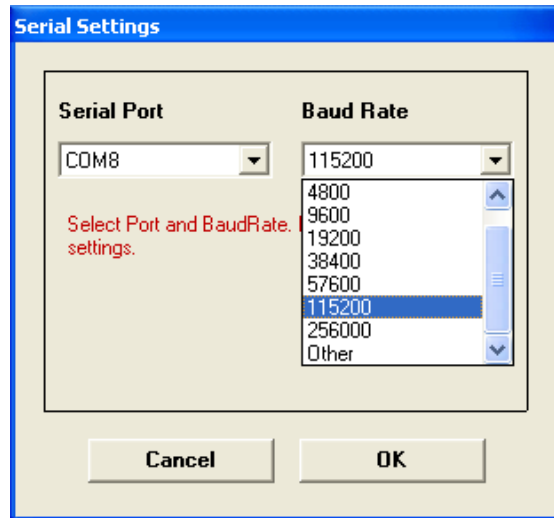 Serial Settings
Serial Port
Baud Rate
COM8
115200
4800
9600
19200
38400
57600
115200
256000
Other
Select Port and BaudRate.
settings.
Cancel
OK